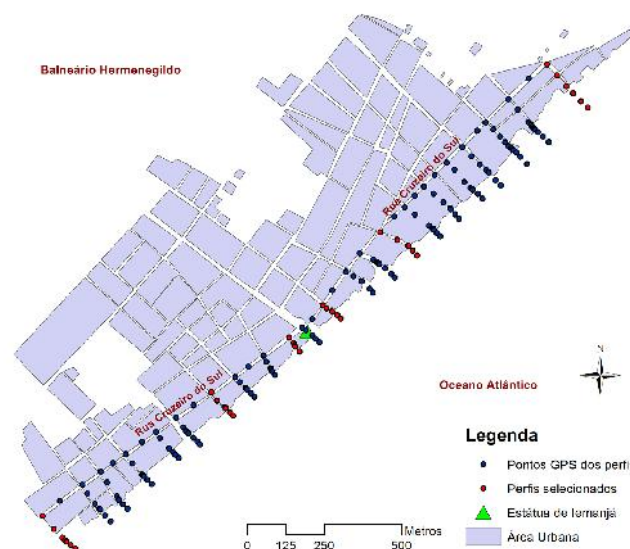 Balneário Hermenegildo
Rua Cruzeiro do Sul
Rua Cruzeiro do Sul
Oceano Atlântico
N
Legenda
Pontos GPS dos perfi
Perfis selecionados
Estátua de Iemanjá
Área Urbana
0 125 250 500
Metros